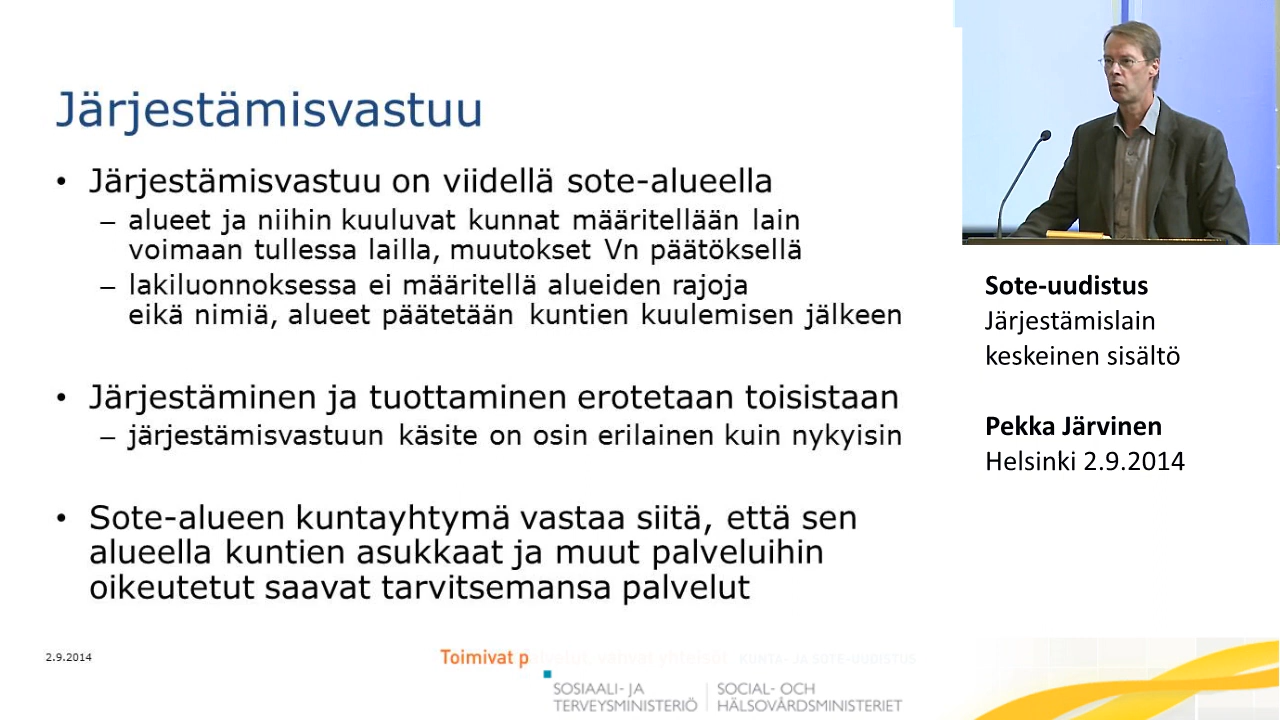 Järjestämisvastuu
• Järjestämisvastuu on viidellä sote-alueella
– alueet ja niihin kuuluvat kunnat määritellään lain
voimaan tullessa lailla, muutokset Vn päätöksellä
– lakiluonnoksessa ei määritellä alueiden rajoja
eikä nimiä, alueet päätetään kuntien kuulemisen jälkeen
• Järjestäminen ja tuottaminen erotetaan toisistaan
– järjestämisvastuun käsite on osin erilainen kuin nykyisin
• Sote-alueen kuntayhtymä vastaa siitä, että sen
alueella kuntien asukkaat ja muut palveluihin
oikeutetut saavat tarvitsemansa palvelut
Sote-uudistus
Järjestämislain
keskeinen sisältö
Pekka Järvinen
Helsinki 2.9.2014
2.9.2014
Toimivat p
KUNTA- JA SOTE-UUDISTUS
SOSIAALI- JA
TERVEYSMINISTERIÖ
SOCIAL- OCH
HÄLSOVÅRDSMINISTERIET